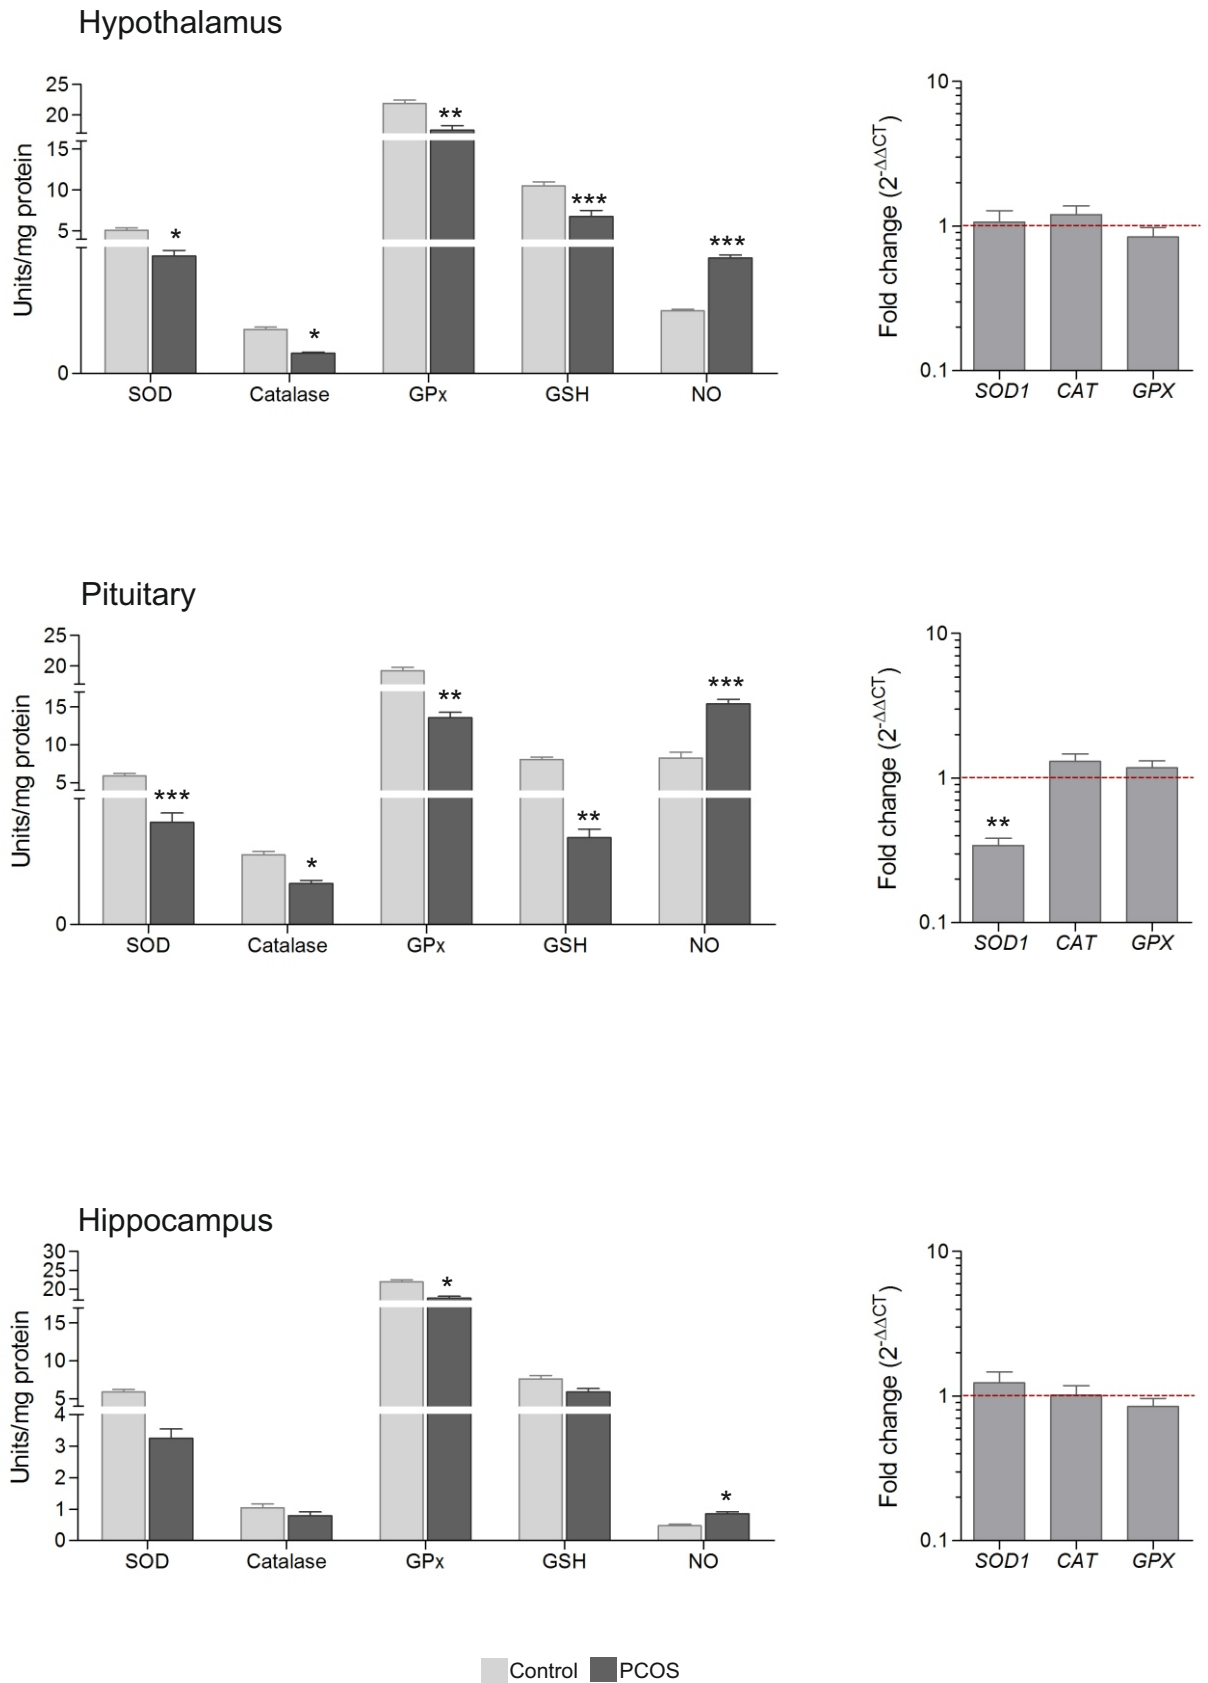 Hypothalamus
25
20
15
10
5
0
Units/mg protein
*
*
**
***
***
SOD Catalase GPx GSH NO
10
1
0.1
Fold change (2-ΔΔCT)
SOD1 CAT GPX
Pituitary
25
20
15
10
5
0
Units/mg protein
***
*
**
**
***
SOD Catalase GPx GSH NO
10
1
0.1
Fold change (2-ΔΔCT)
**
SOD1 CAT GPX
Hippocampus
30
25
20
15
10
5
4
3
2
1
0
Units/mg protein
*
*
SOD Catalase GPx GSH NO
10
1
0.1
Fold change (2-ΔΔCT)
SOD1 CAT GPX
Control PCOS